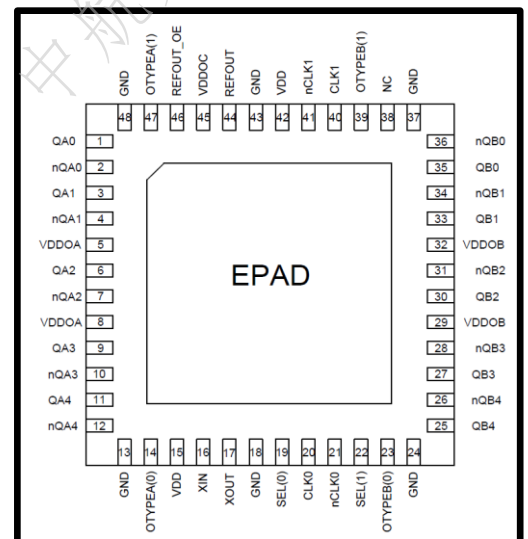 中航
GND OTYPEA(1) REFOUT_OE VDDOC REFOUT GND VDD nCLK1 CLK1 OTYPEB(1) NC GND
48 47 46 45 44 43 42 41 40 39 38 37
QA0 1 36 nQB0
nQA0 2 35 QB0
QA1 3 34 nQB1
nQA1 4 33 QB1
VDDOA 5 32 VDDOB
QA2 6 31 nQB2
EPAD
nQA2 7 30 QB2
VDDOA 8 29 VDDOB
QA3 9 28 nQB3
nQA3 10 27 QB3
QA4 11 26 nQB4
nQA4 12 25 QB4
13 14 15 16 17 18 19 20 21 22 23 24
GND OTYPEA(0) VDD XIN XOUT GND SEL(0) CLK0 nCLK0 SEL(1) OTYPEB(0) GND